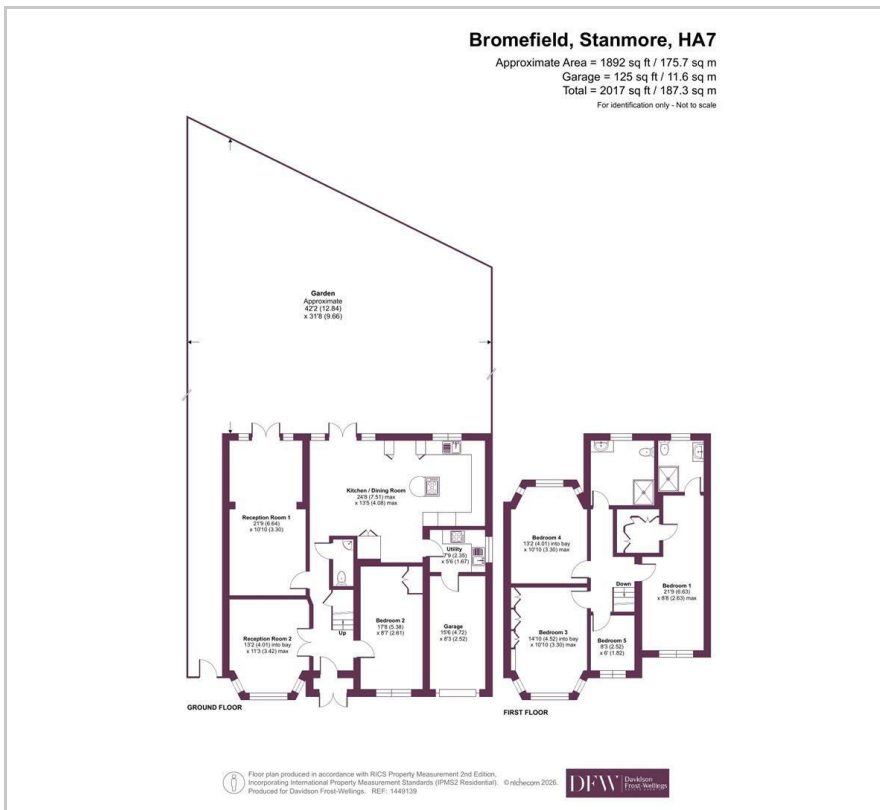 Bromefield, Stanmore, HA7
Approximate Area = 1892 sq ft / 175.7 sq m
Garage = 125 sq ft / 11.6 sq m
Total = 2017 sq ft / 187.3 sq m
For identification only - Not to scale
Garden
Approximate
42'2 (12.84)
x 31'8 (9.66)
Kitchen / Dining Room
24'8 (7.51) max
x 13'5 (4.08) max
Reception Room 1
21'9 (6.64)
x 10'10 (3.30)
Utility
7'9 (2.35)
x 5'6 (1.67)
Bedroom 2
17'8 (5.38)
x 8'7 (2.61)
Garage
15'6 (4.72)
x 8'3 (2.52)
Reception Room 2
13'2 (4.01) into bay
x 11'3 (3.42) max
Up
GROUND FLOOR
Bedroom 4
13'2 (4.01) into bay
x 10'10 (3.30) max
Bedroom 1
21'9 (6.63)
x 8'8 (2.63) max
Down
Bedroom 3
14'10 (4.52) into bay
x 10'10 (3.30) max
Bedroom 5
8'3 (2.52)
x 6' (1.82)
FIRST FLOOR
Floor plan produced in accordance with RICS Property Measurement 2nd Edition,
Incorporating International Property Measurement Standards (IPMS2 Residential). © nichecom 2026.
Produced for Davidson Frost-Wellings. REF: 1449139
DFW
Davidson
Frost-Wellings